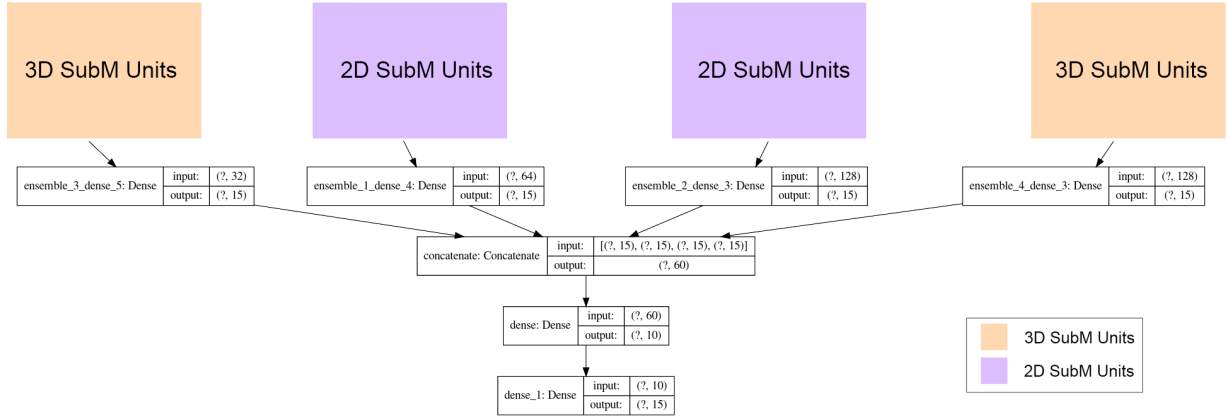 3D SubM Units
2D SubM Units
2D SubM Units
3D SubM Units
ensemble_3_dense_5: Dense
input:
(?, 32)
output:
(?, 15)
ensemble_1_dense_4: Dense
input:
(?, 64)
output:
(?, 15)
ensemble_2_dense_3: Dense
input:
(?, 128)
output:
(?, 15)
ensemble_4_dense_3: Dense
input:
(?, 128)
output:
(?, 15)
concatenate: Concatenate
input:
[(?, 15), (?, 15), (?, 15), (?, 15)]
output:
(?, 60)
dense: Dense
input:
(?, 60)
output:
(?, 10)
dense_1: Dense
input:
(?, 10)
output:
(?, 15)
3D SubM Units
2D SubM Units